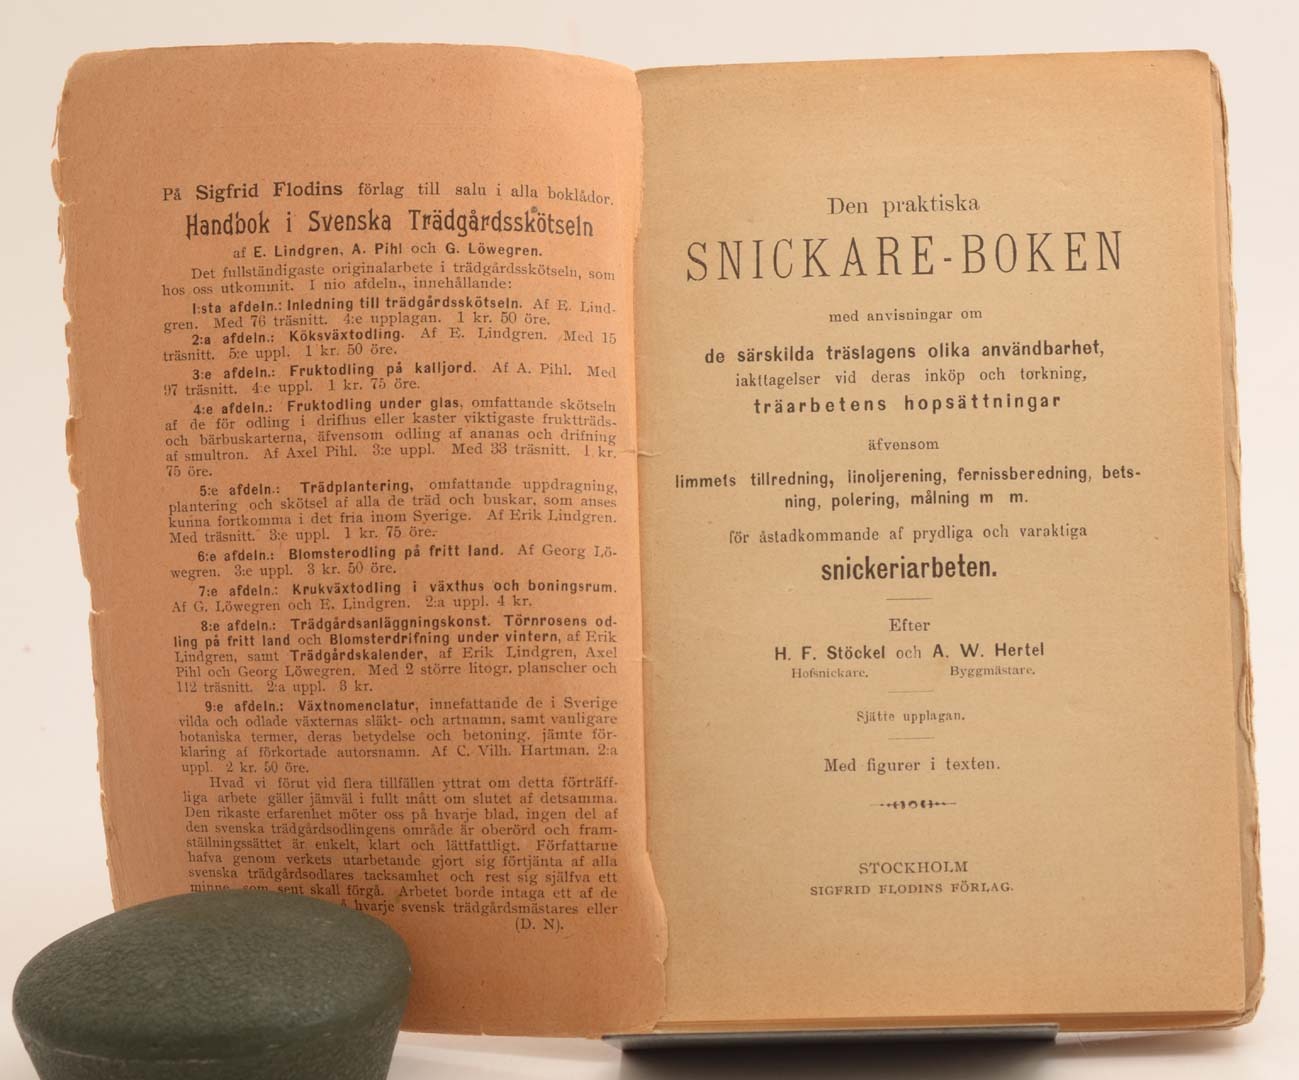 På Sigfrid Flodins förlag till salu i alla boklådor.
Handbok i Svenska Trädgårdsskötseln
af E. Lindgren, A. Pihl och G. Löwegren.
Det fullständigaste originalarbete i trädgårdsskötseln, som
hos oss utkommit. I nio afdeln., innehållande:
1:sta afdeln.: Inledning till trädgårdsskötseln. Af E. Lind-
gren. Med 76 träsnitt. 4:e upplagan. 1 kr. 50 öre.
2:a afdeln.: Köksväxtodling. Af E. Lindgren. Med 15
träsnitt. 5:e uppl. 1 kr. 50 öre.
3:e afdeln.: Fruktodling på kalljord. Af A. Pihl. Med
97 träsnitt. 4:e uppl. 1 kr. 75 öre.
4:e afdeln.: Fruktodling under glas, omfattande skötseln
af de för odling i drifhus eller kaster viktigaste fruktträds-
och bärbuskarterna, äfvensom odling af ananas och drifning
af smultron. Af Axel Pihl. 3:e uppl. Med 33 träsnitt. 1 kr.
75 öre.
5:e afdeln.: Trädplantering, omfattande uppdragning,
plantering och skötsel af alla de träd och buskar, som anses
kunna fortkomma i det fria inom Sverige. Af Erik Lindgren.
Med träsnitt. 3:e uppl. 1 kr. 75 öre.
6:e afdeln.: Blomsterodling på fritt land. Af Georg Lö-
wegren. 3:e uppl. 3 kr. 50 öre.
7:e afdeln.: Krukväxtodling i växthus och boningsrum.
Af G. Löwegren och E. Lindgren. 2:a uppl. 4 kr.
8:e afdeln.: Trädgårdsanläggningskonst. Törnrosens od-
ling på fritt land och Blomsterdrifning under vintern, af Erik
Lindgren, samt Trädgårdskalender, af Erik Lindgren, Axel
Pihl och Georg Löwegren. Med 2 större litogr. planscher och
112 träsnitt. 2:a uppl. 3 kr.
9:e afdeln.: Växtnomenclatur, innefattande de i Sverige
vilda och odlade växternas släkt- och artnamn, samt vanligare
botaniska termer, deras betydelse och betoning, jämte för-
klaring af förkortade autorsnamn. Af C. Vilh. Hartman. 2:a
uppl. 2 kr. 50 öre.
Hvad vi förut vid flera tillfällen yttrat om detta förträff-
liga arbete gäller jämväl i fullt mått om slutet af detsamma.
Den rikaste erfarenhet möter oss på hvarje blad, ingen del af
den svenska trädgårdsodlingens område är oberörd och fram-
ställningssättet är enkelt, klart och lättfattligt. Författarne
hafva genom verkets utarbetande gjort sig förtjänta af alla
svenska trädgårdsodlares tacksamhet och rest sig själfva ett
minne, som sent skall förgå. Arbetet borde intaga ett af de
å hvarje svensk trädgårdsmästares eller
(D. N).
Den praktiska
SNICKARE-BOKEN
med anvisningar om
de särskilda träslagens olika användbarhet,
iakttagelser vid deras inköp och torkning,
träarbetens hopsättningar
äfvensom
limmets tillredning, linoljerening, fernissberedning, bets-
ning, polering, målning m m.
för åstadkommande af prydliga och varaktiga
snickeriarbeten.
Efter
H. F. Stöckel och A. W. Hertel
Hofsnickare. Byggmästare.
Sjätte upplagan.
Med figurer i texten.
STOCKHOLM
SIGFRID FLODINS FÖRLAG.